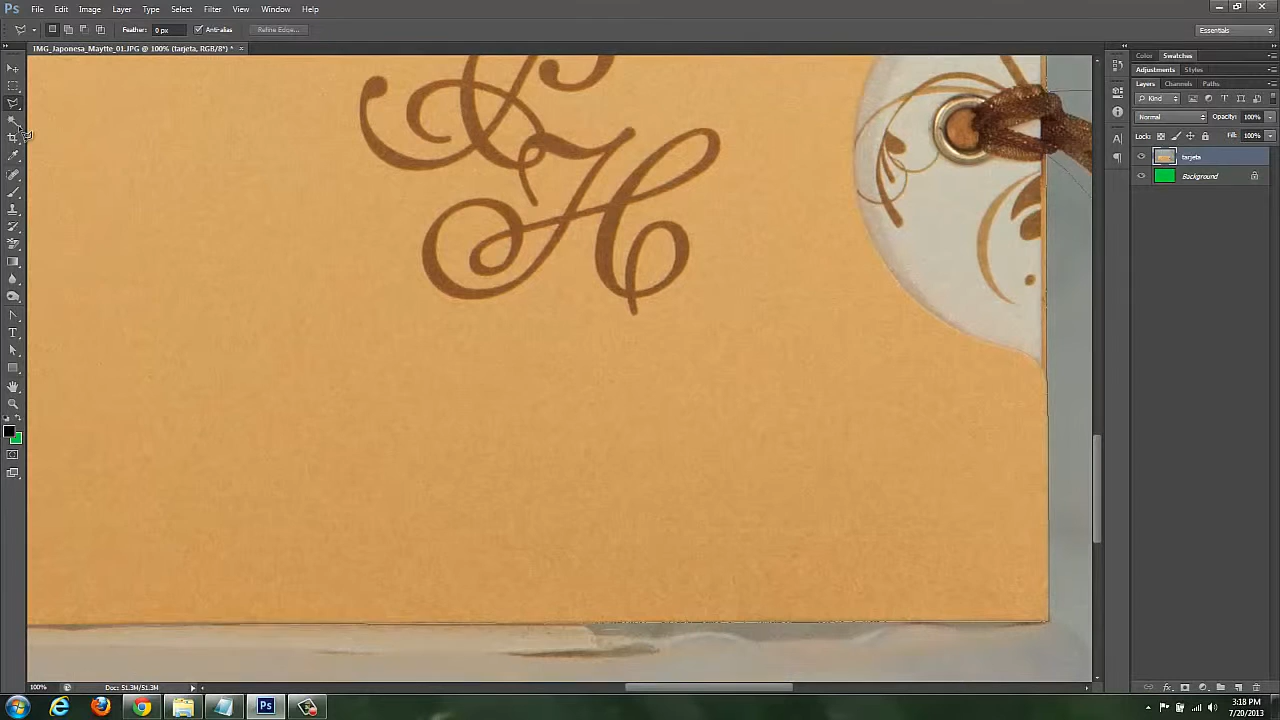 Ps File Edit Image Layer Type Select Filter View Window Help
Feather: 0 px Anti-alias Refine Edge... Essentials
IMG_Japonesa_Maytte_01.JPG @ 100% (tarjeta, RGB/8*) * ×
Color Swatches
Adjustments Styles
Layers Channels Paths
Kind
Normal Opacity: 100%
Locks: Fill: 100%
tarjeta
Background
H
100% Doc: 51.3M/51.3M
3:18 PM
7/20/2013